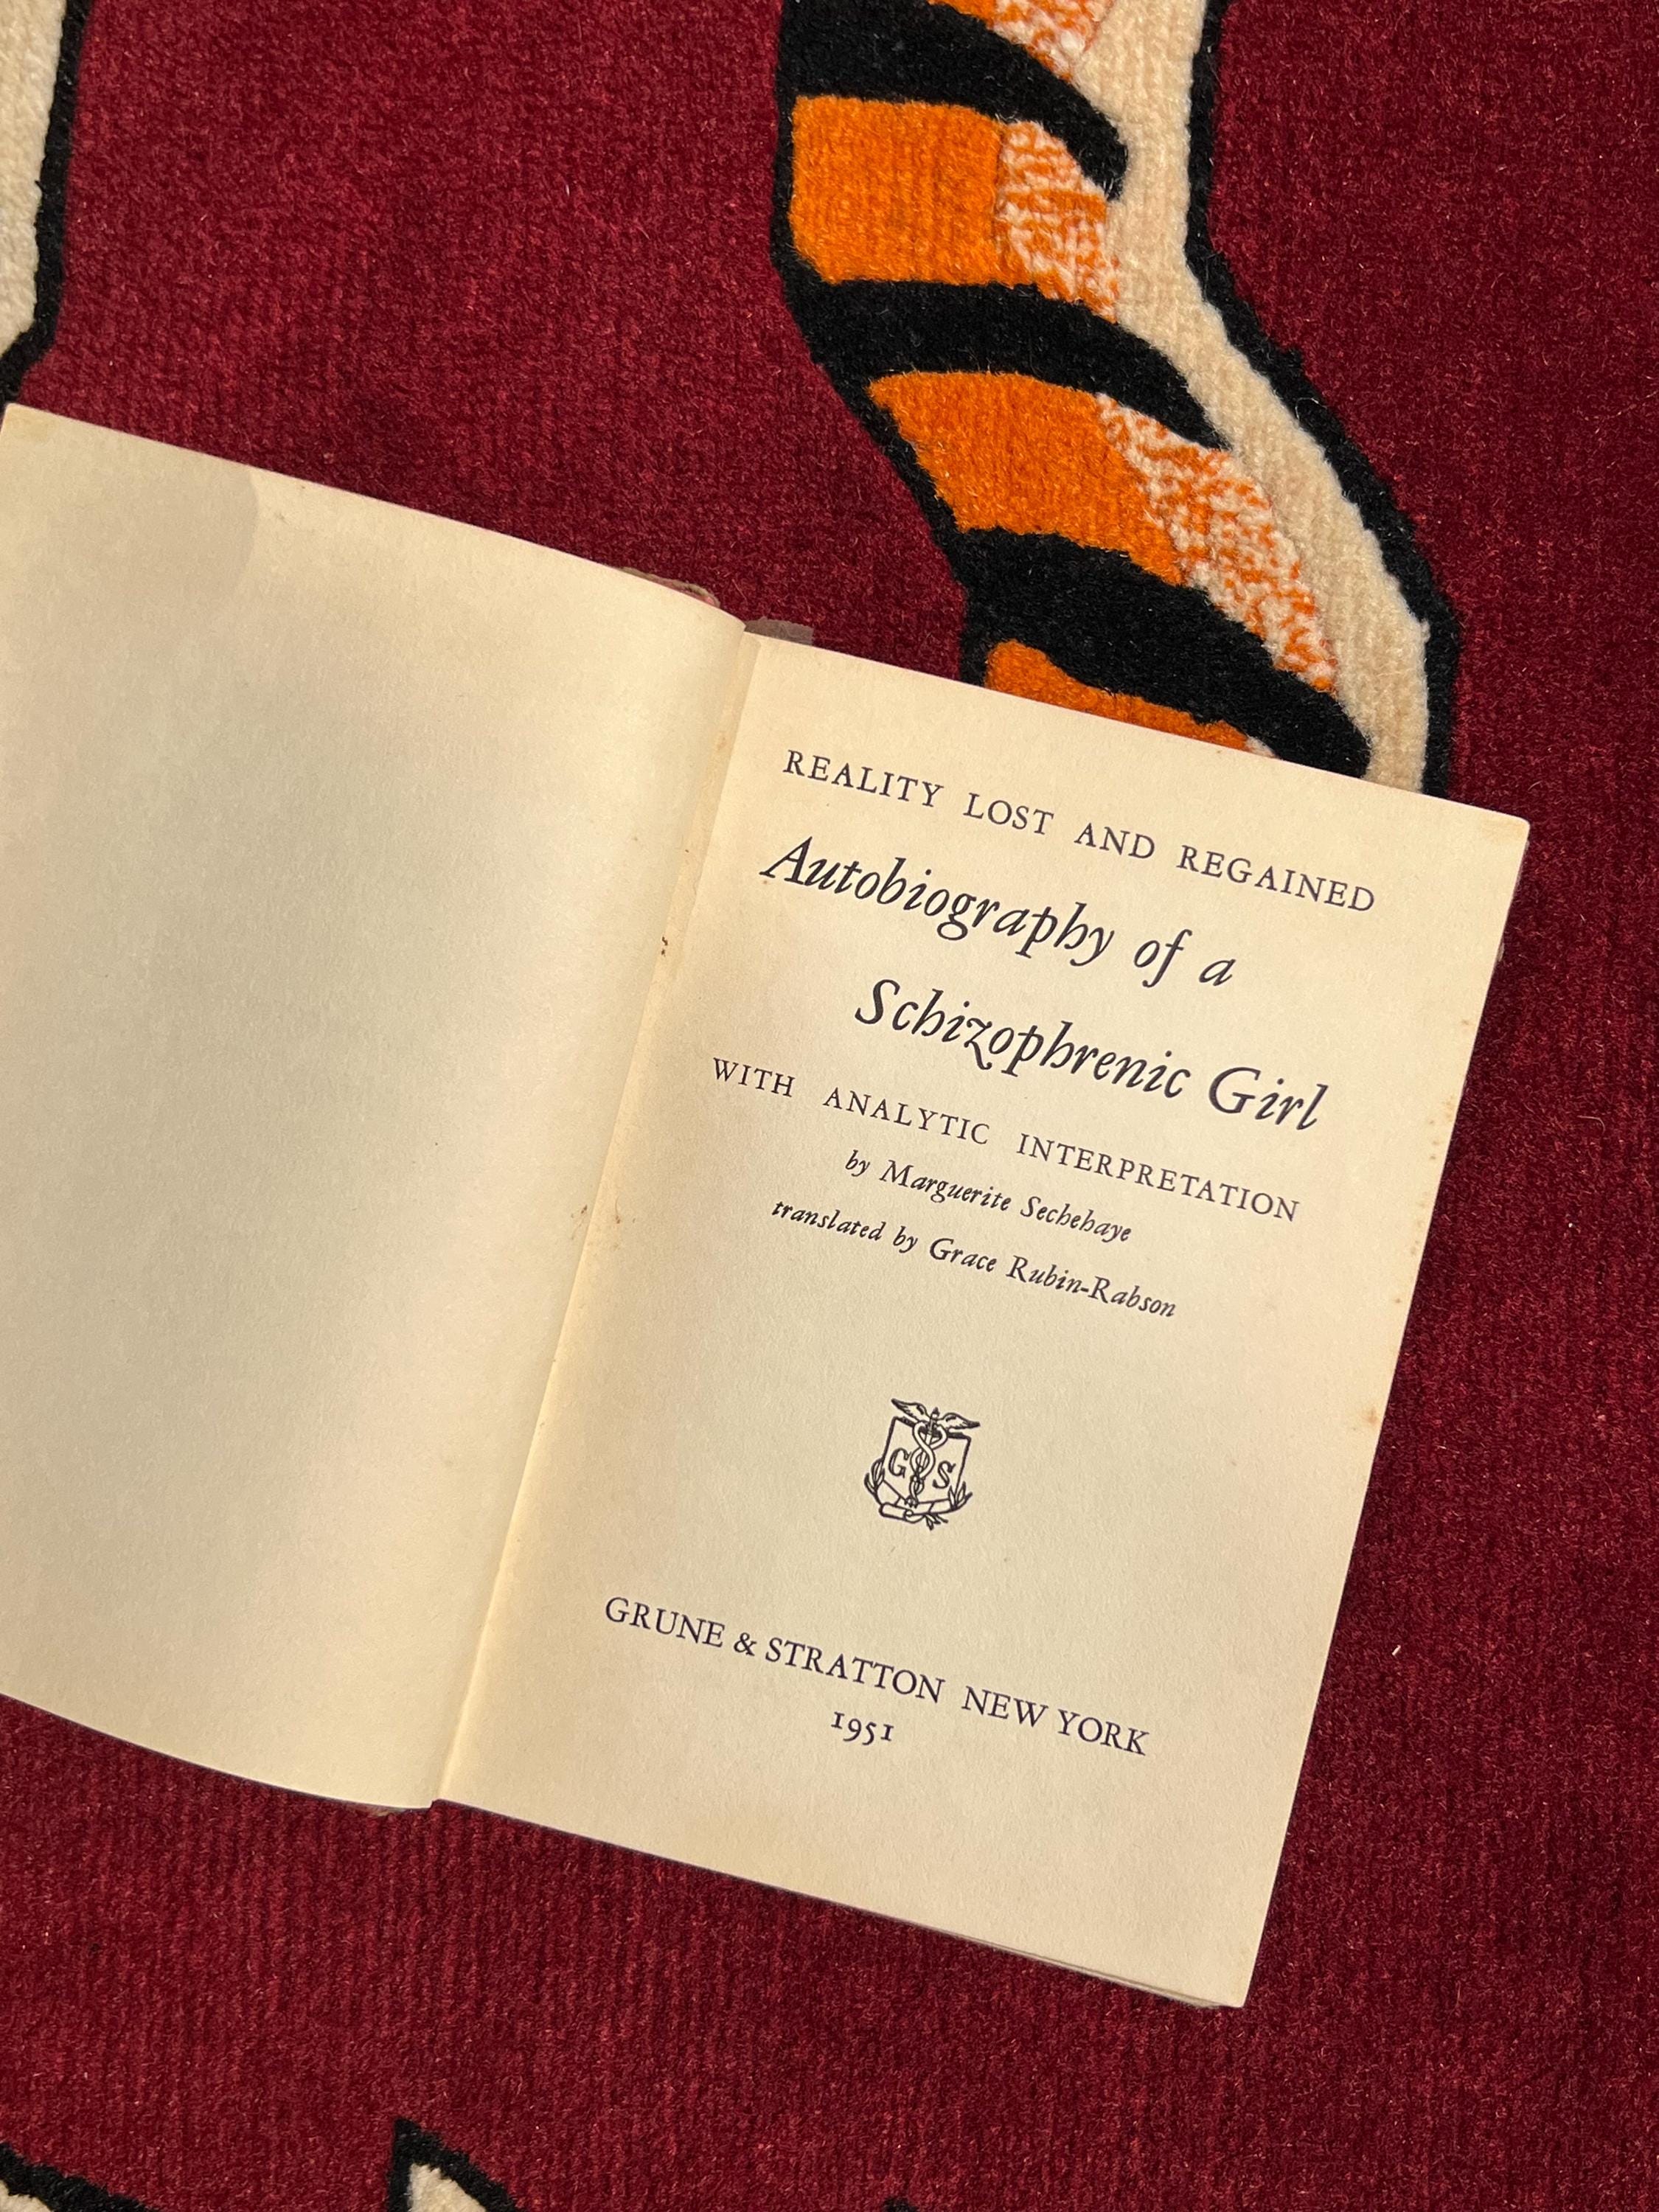 REALITY LOST AND REGAINED
Autobiography of a
Schizophrenic Girl
WITH ANALYTIC INTERPRETATION
by Marguerite Sechehaye
translated by Grace Rubin-Rabson
G S
GRUNE & STRATTON NEW YORK
1951